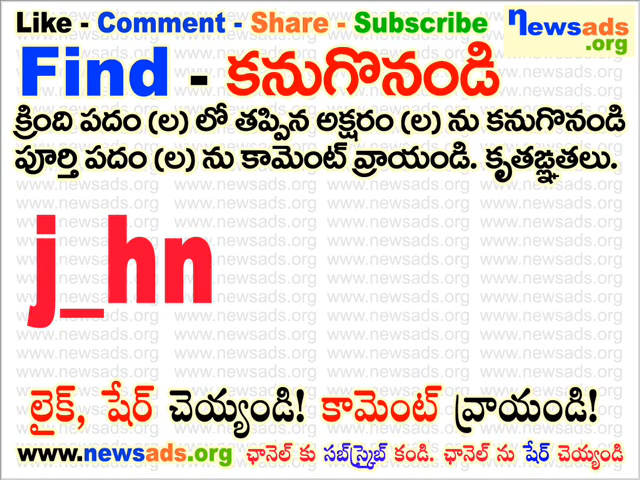 Like - Comment - Share - Subscribe
newsads
.org
Find - కనుగొనండి
క్రింది పదం (ల) లో తప్పిన అక్షరం (ల) ను కనుగొనండి
పూర్తి పదం (ల) ను కామెంట్ వ్రాయండి. కృతఙ్ఞతలు.
j_hn
లైక్, షేర్ చెయ్యండి! కామెంట్ వ్రాయండి!
www.newsads.org ఛానెల్ కు సబ్‌స్క్రైబ్ కండి. ఛానెల్ ను షేర్ చెయ్యండి